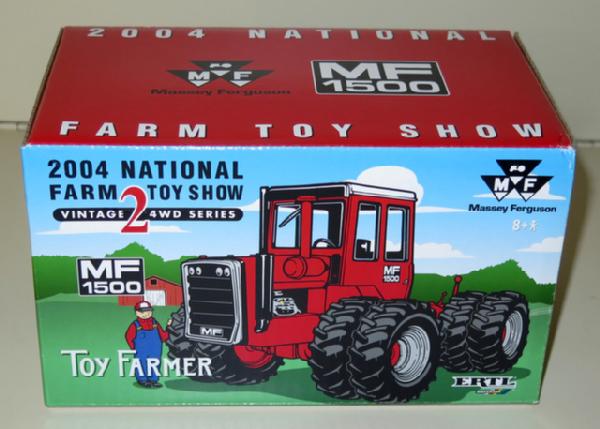 2004 NATIONAL
MF
Massey Ferguson
MF
1500
FARM TOY SHOW
2004 NATIONAL
FARM TOY SHOW
2
VINTAGE 4WD SERIES
MF
Massey Ferguson
8+
MF
1500
MF
1500
MF
TOY FARMER
ERTL